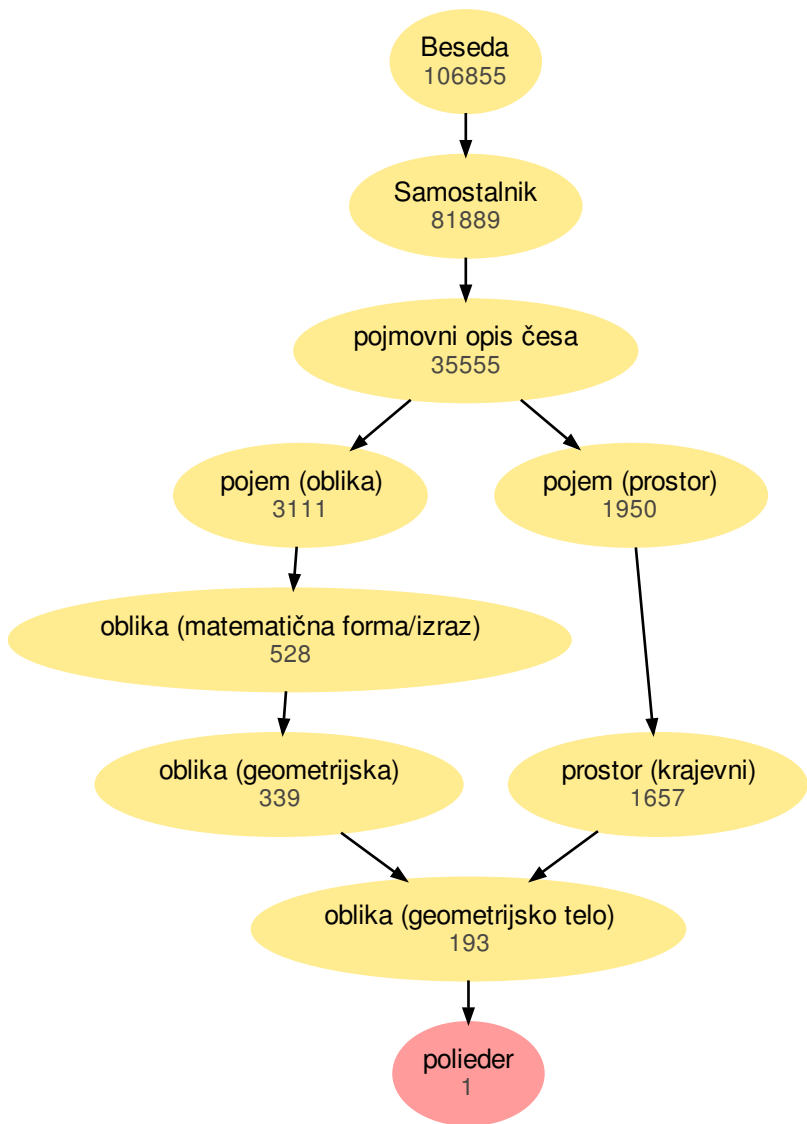 Beseda
106855
Samostalnik
81889
pojmovni opis česa
35555
pojem (oblika)
3111
pojem (prostor)
1950
oblika (matematična forma/izraz)
528
oblika (geometrijska)
339
prostor (krajevni)
1657
oblika (geometrijsko telo)
193
polieder
1